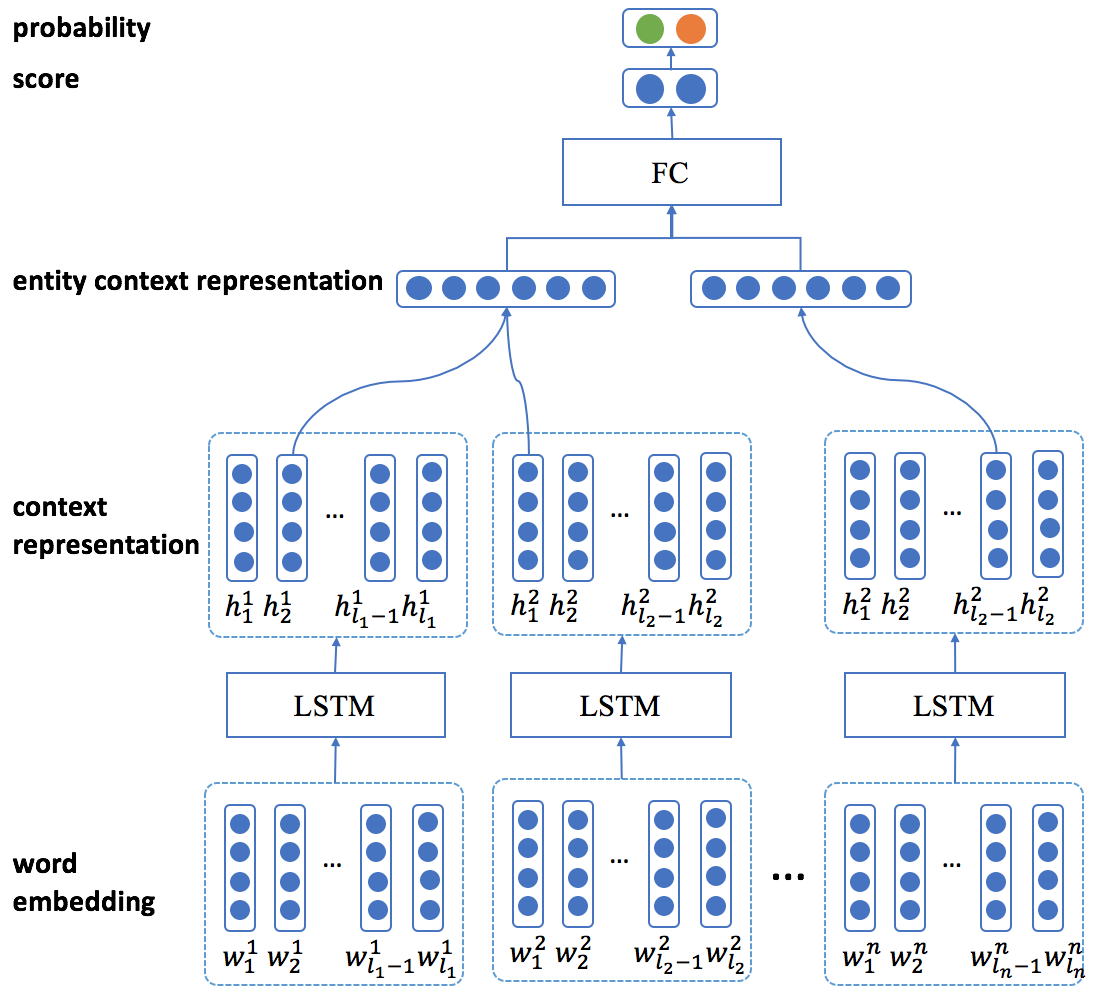 probability
score
FC
entity context representation
context
representation
... ... ...
h_1^1 h_2^1 h_{l_1-1}^1 h_{l_1}^1 h_1^2 h_2^2 h_{l_2-1}^2 h_{l_2}^2 h_1^2 h_2^2 h_{l_2-1}^2 h_{l_2}^2
LSTM LSTM LSTM
word
embedding
... ... ... ...
w_1^1 w_2^1 w_{l_1-1}^1 w_{l_1}^1 w_1^2 w_2^2 w_{l_2-1}^2 w_{l_2}^2 w_1^n w_2^n w_{l_n-1}^n w_{l_n}^n